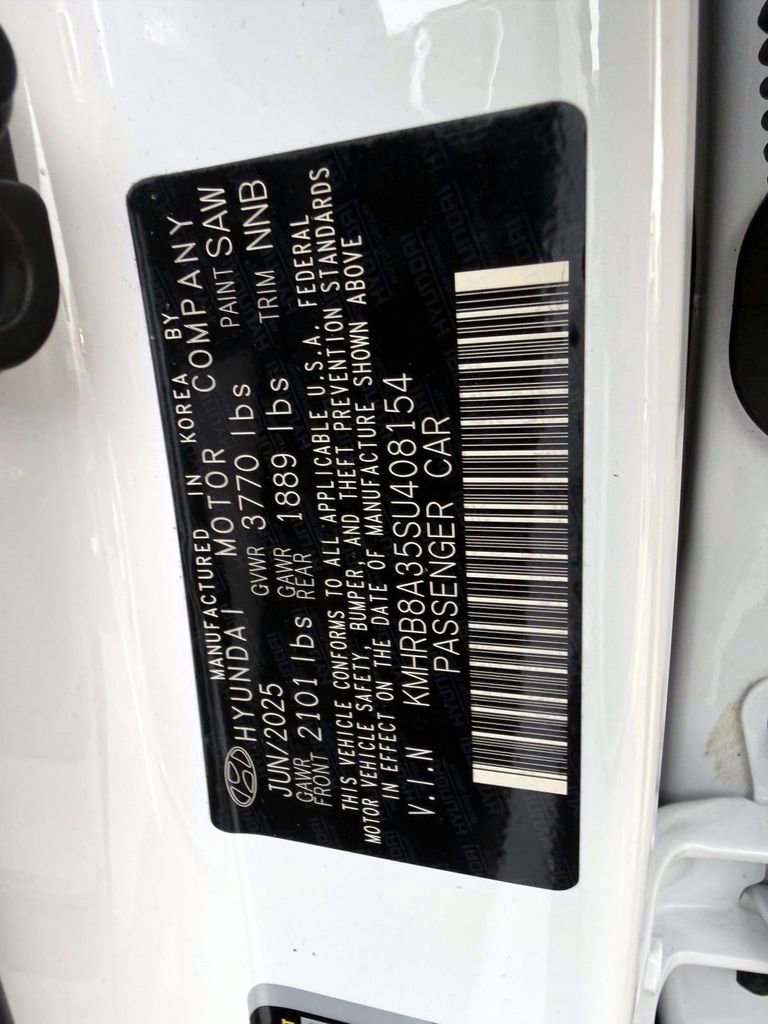 MANUFACTURED IN KOREA BY
HYUNDAI MOTOR COMPANY
JUN/2025 GVWR 3770 lbs PAINT SAW
GAWR FRONT 2101 lbs GAWR REAR 1889 lbs TRIM NNB
THIS VEHICLE CONFORMS TO ALL APPLICABLE U.S.A. FEDERAL
MOTOR VEHICLE SAFETY, BUMPER, AND THEFT PREVENTION STANDARDS
IN EFFECT ON THE DATE OF MANUFACTURE SHOWN ABOVE
V.I.N KMHRB8A35SU408154
PASSENGER CAR